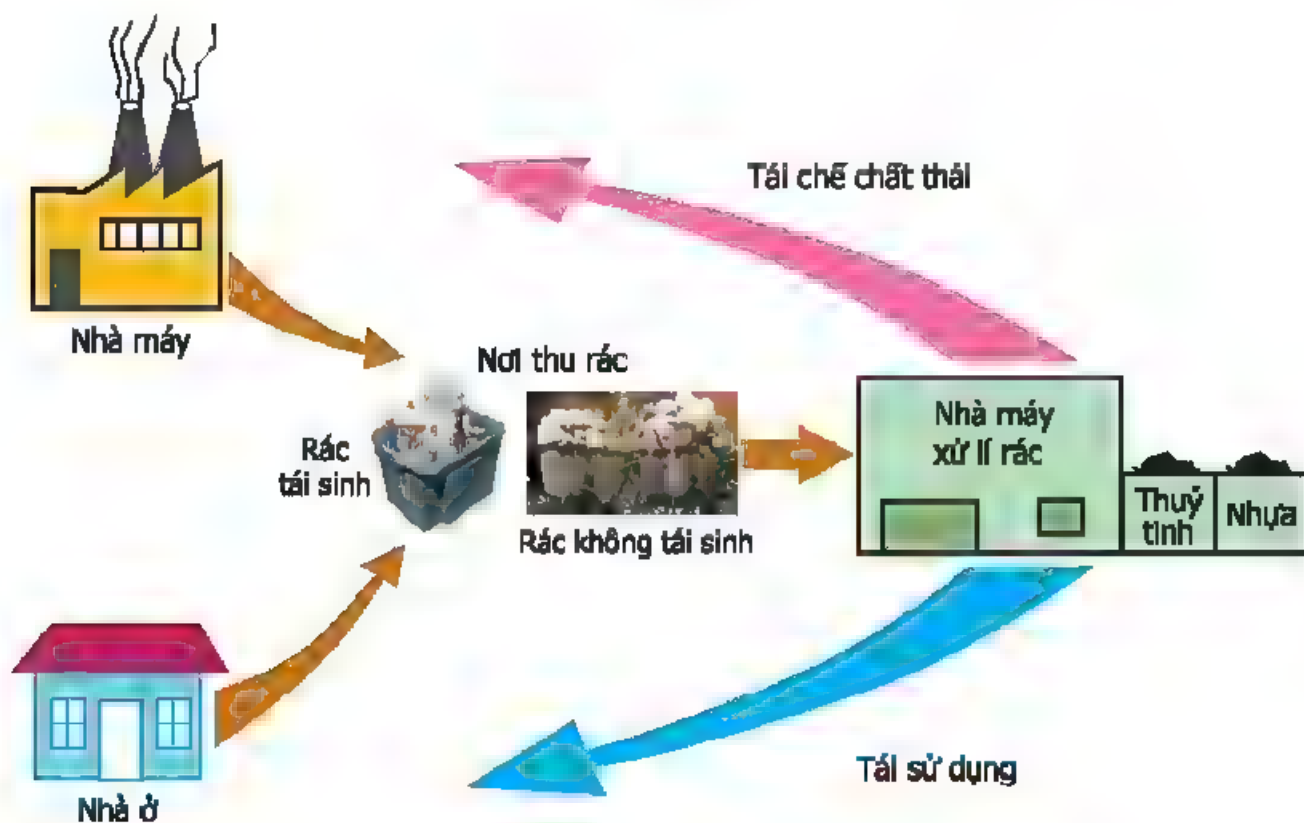 Tái chế chất thải
Nhà máy
Nơi thu rác
Rác
tái sinh
Rác không tái sinh
Nhà máy
xử lí rác
Thuỷ
tinh
Nhựa
Tái sử dụng
Nhà ở